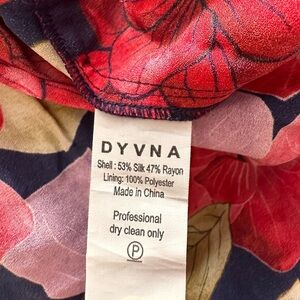 DYVNA
Shell : 53% Silk 47% Rayon
Lining: 100% Polyester
Made in China
Professional
dry clean only
P